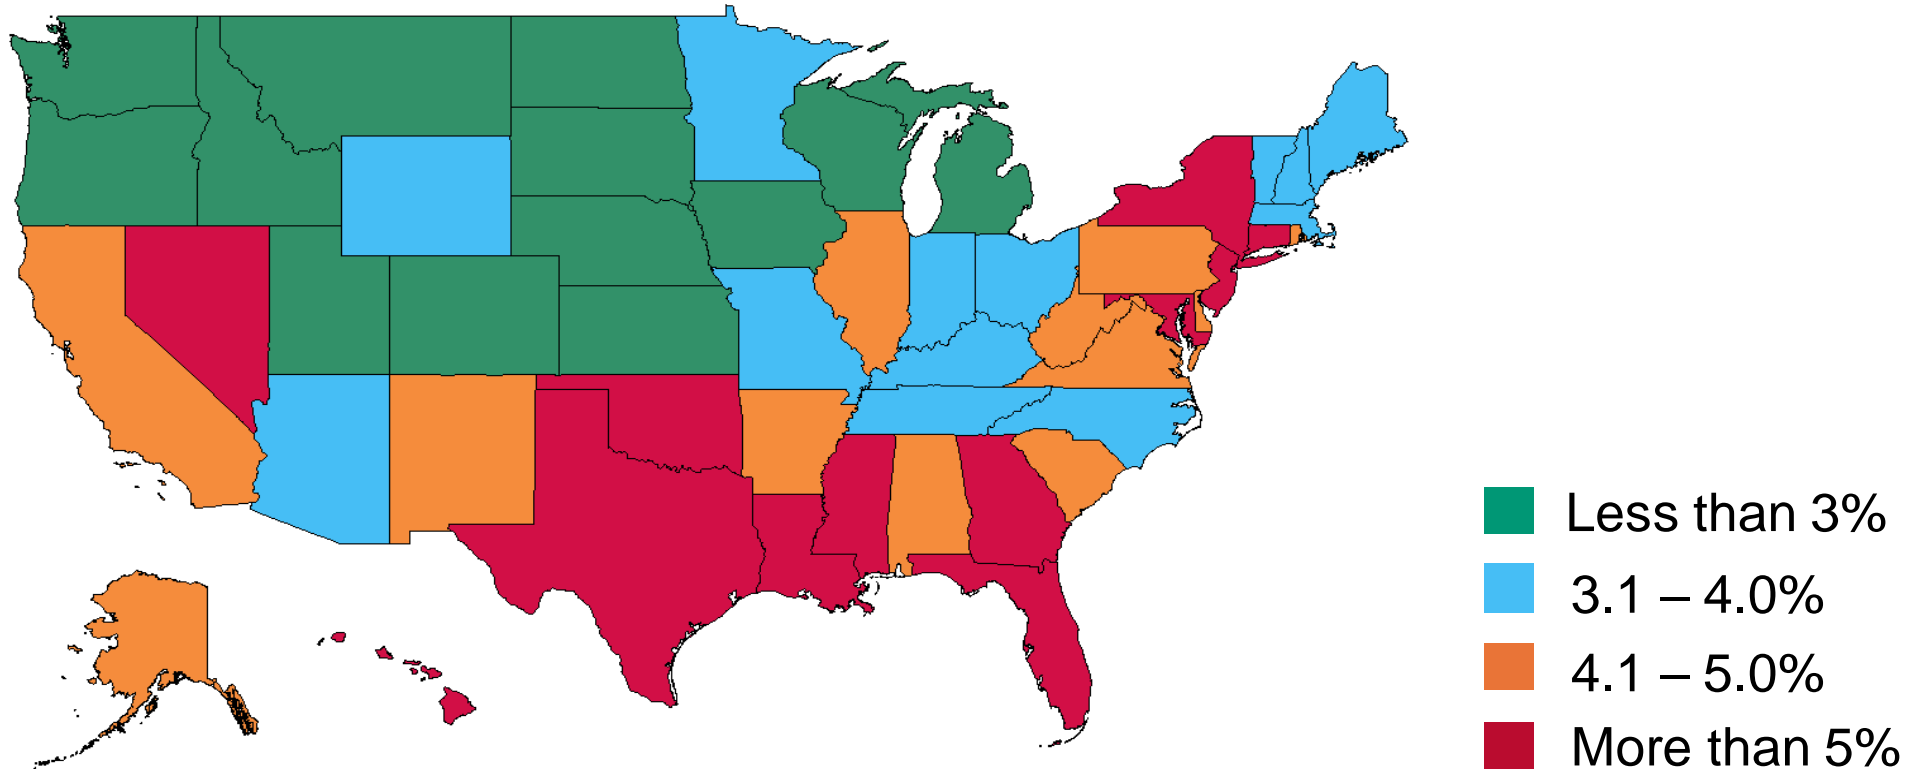 Less than 3%
3.1 – 4.0%
4.1 – 5.0%
More than 5%